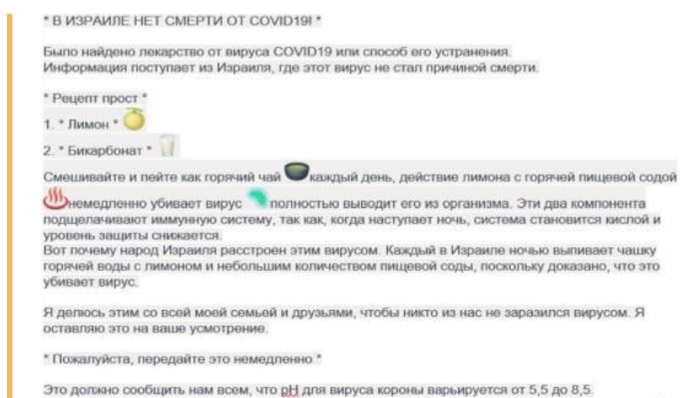 * В ИЗРАИЛЕ НЕТ СМЕРТИ ОТ COVID19! *
Было найдено лекарство от вируса COVID19 или способ его устранения.
Информация поступает из Израиля, где этот вирус не стал причиной смерти.
* Рецепт прост *
1. * Лимон *
2. * Бикарбонат *
Смешивайте и пейте как горячий чай каждый день, действие лимона с горячей пищевой содой
немедленно убивает вирус полностью выводит его из организма. Эти два компонента
подщелачивают иммунную систему, так как, когда наступает ночь, система становится кислой и
уровень защиты снижается.
Вот почему народ Израиля расстроен этим вирусом. Каждый в Израиле ночью выпивает чашку
горячей воды с лимоном и небольшим количеством пищевой соды, поскольку доказано, что это
убивает вирус.
Я делюсь этим со всей моей семьей и друзьями, чтобы никто из нас не заразился вирусом. Я
оставляю это на ваше усмотрение.
* Пожалуйста, передайте это немедленно *
Это должно сообщить нам всем, что pH для вируса короны варьируется от 5,5 до 8,5.